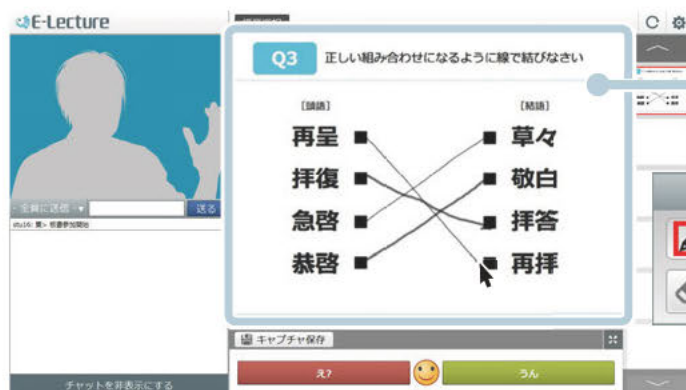 E-Lecture
Q3 正しい組み合わせになるように線で結びなさい
[頭語] [結語]
再呈 草々
拝復 敬白
急啓 拝答
恭啓 再拝
全員に送信 送る
キャプチャ保存
え? うん
チャットを非表示にする